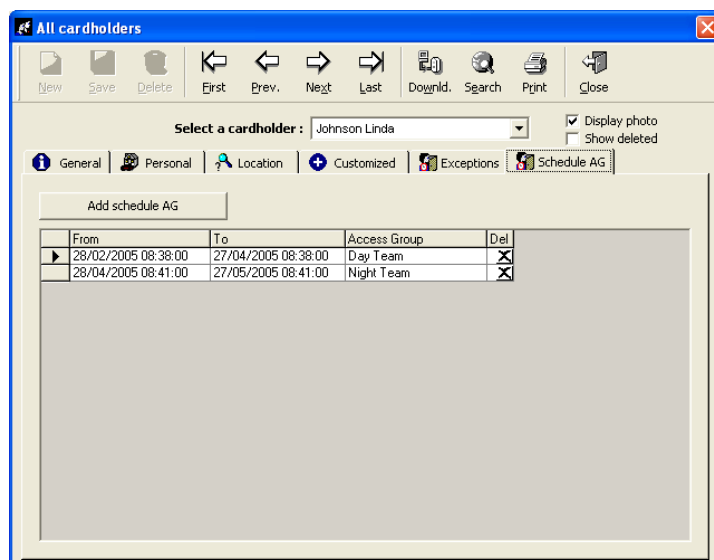 All cardholders
New Save Delete First Prev. Next Last Downld. Search Print Close
Select a cardholder : Johnson Linda
Display photo
Show deleted
General Personal Location Customized Exceptions Schedule AG
Add schedule AG
From To Access Group Del
28/02/2005 08:38:00 27/04/2005 08:38:00 Day Team X
28/04/2005 08:41:00 27/05/2005 08:41:00 Night Team X